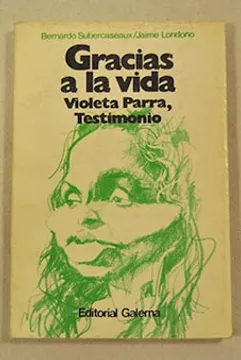 Bernardo Subercaseaux/Jaime Londoño
Gracias
a la vida
Violeta Parra,
Testimonio
Editorial Galerna